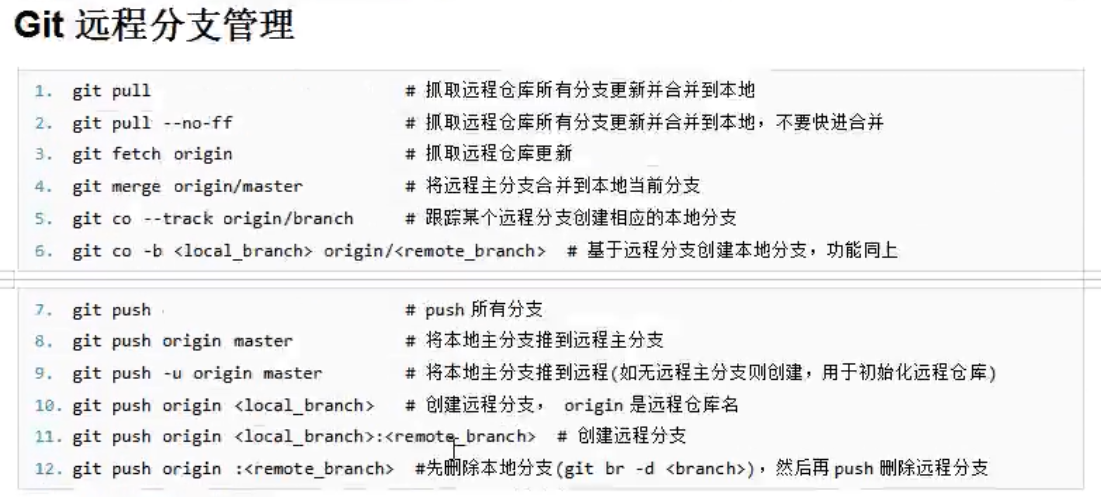 Git 远程分支管理
1. git pull # 抓取远程仓库所有分支更新并合并到本地
2. git pull --no-ff # 抓取远程仓库所有分支更新并合并到本地，不要快进合并
3. git fetch origin # 抓取远程仓库更新
4. git merge origin/master # 将远程主分支合并到本地当前分支
5. git co --track origin/branch # 跟踪某个远程分支创建相应的本地分支
6. git co -b <local_branch> origin/<remote_branch> # 基于远程分支创建本地分支，功能同上
7. git push # push 所有分支
8. git push origin master # 将本地主分支推到远程主分支
9. git push -u origin master # 将本地主分支推到远程(如无远程主分支则创建，用于初始化远程仓库)
10. git push origin <local_branch> # 创建远程分支， origin 是远程仓库名
11. git push origin <local_branch>:<remote_branch> # 创建远程分支
12. git push origin :<remote_branch> #先删除本地分支(git br -d <branch>)，然后再 push 删除远程分支